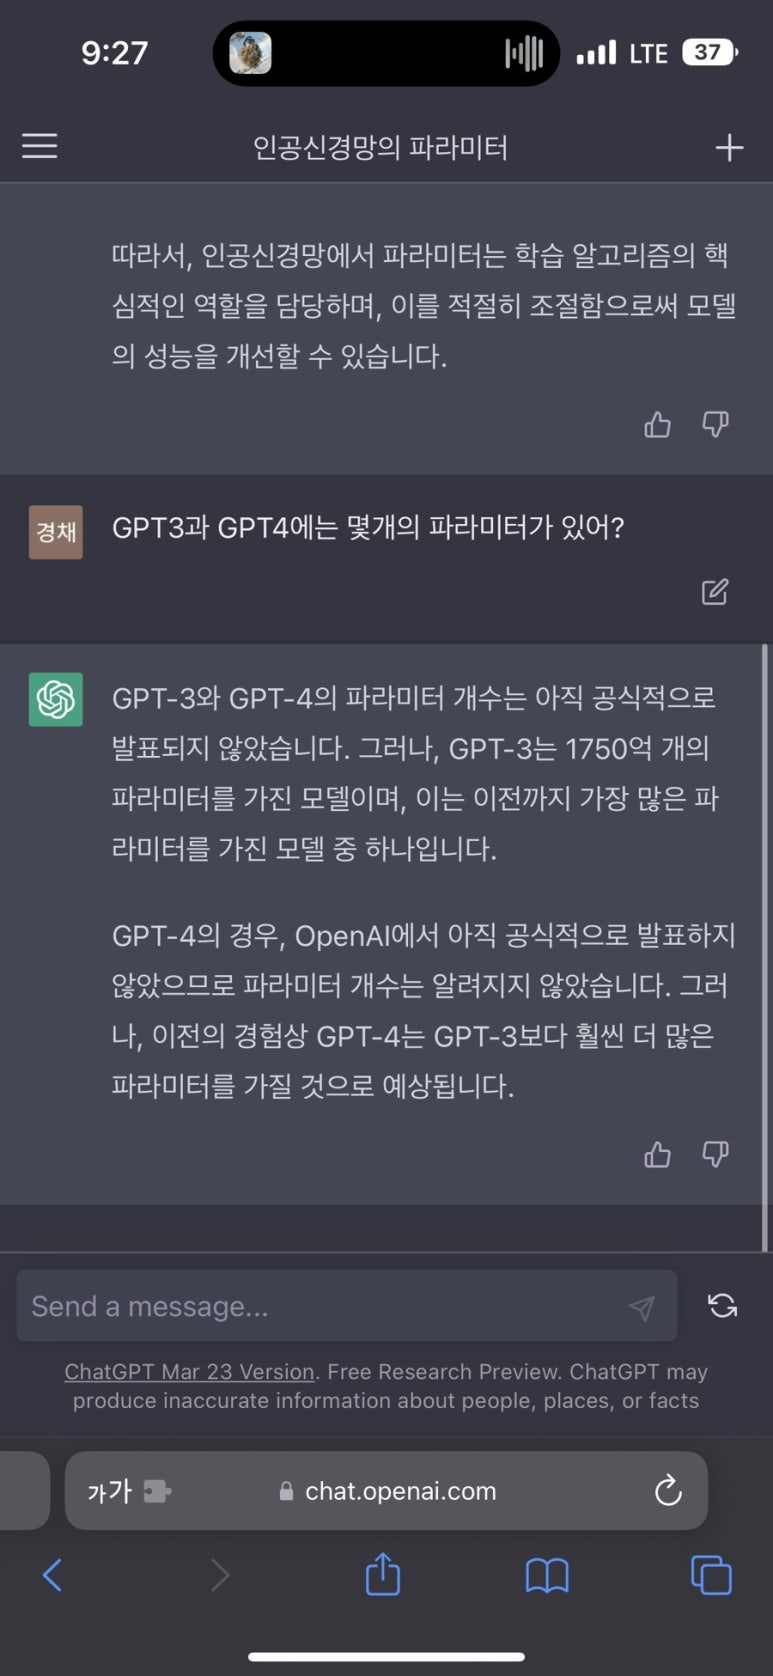 9:27
LTE 37
인공신경망의 파라미터
따라서, 인공신경망에서 파라미터는 학습 알고리즘의 핵
심적인 역할을 담당하며, 이를 적절히 조절함으로써 모델
의 성능을 개선할 수 있습니다.
경채
GPT3과 GPT4에는 몇개의 파라미터가 있어?
GPT-3와 GPT-4의 파라미터 개수는 아직 공식적으로
발표되지 않았습니다. 그러나, GPT-3는 1750억 개의
파라미터를 가진 모델이며, 이는 이전까지 가장 많은 파
라미터를 가진 모델 중 하나입니다.
GPT-4의 경우, OpenAI에서 아직 공식적으로 발표하지
않았으므로 파라미터 개수는 알려지지 않았습니다. 그러
나, 이전의 경험상 GPT-4는 GPT-3보다 훨씬 더 많은
파라미터를 가질 것으로 예상됩니다.
Send a message...
ChatGPT Mar 23 Version. Free Research Preview. ChatGPT may
produce inaccurate information about people, places, or facts
가가
chat.openai.com